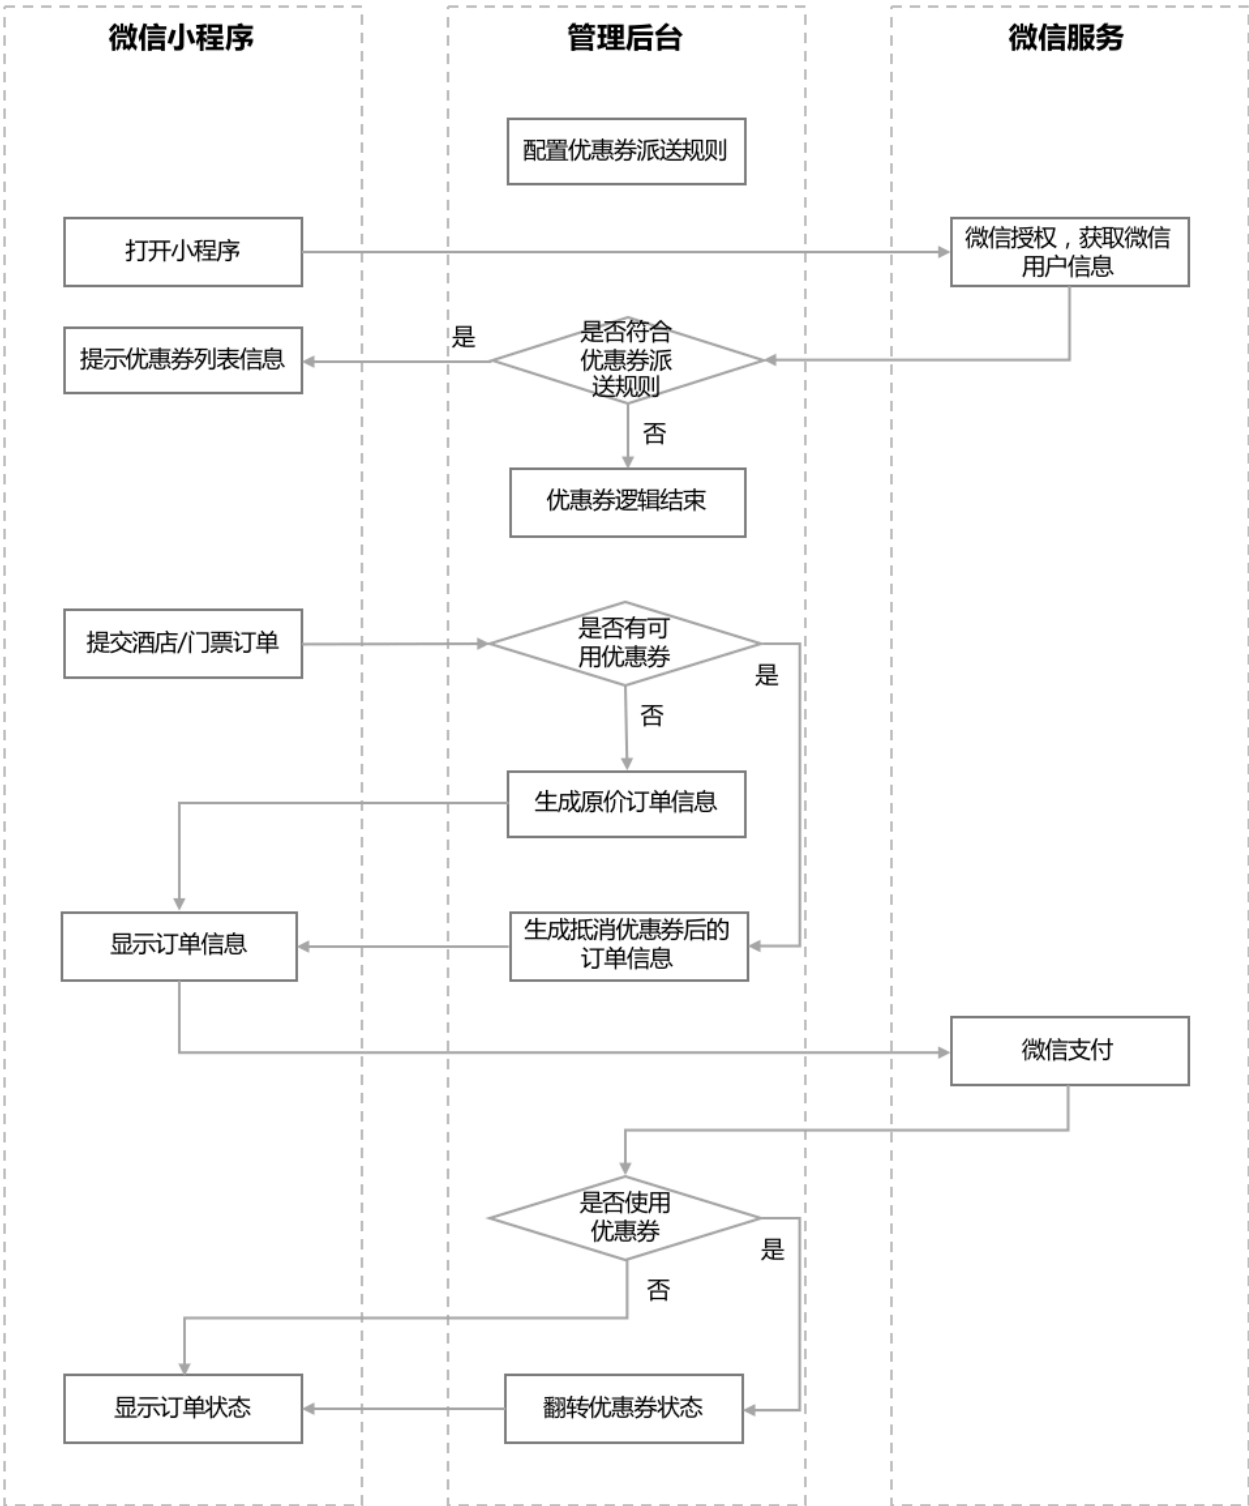 微信小程序
管理后台
微信服务
配置优惠券派送规则
打开小程序
微信授权，获取微信
用户信息
提示优惠券列表信息
是
是否符合
优惠券派
送规则
否
优惠券逻辑结束
提交酒店/门票订单
是否有可
用优惠券
是
否
生成原价订单信息
显示订单信息
生成抵消优惠券后的
订单信息
微信支付
是否使用
优惠券
是
否
显示订单状态
翻转优惠券状态